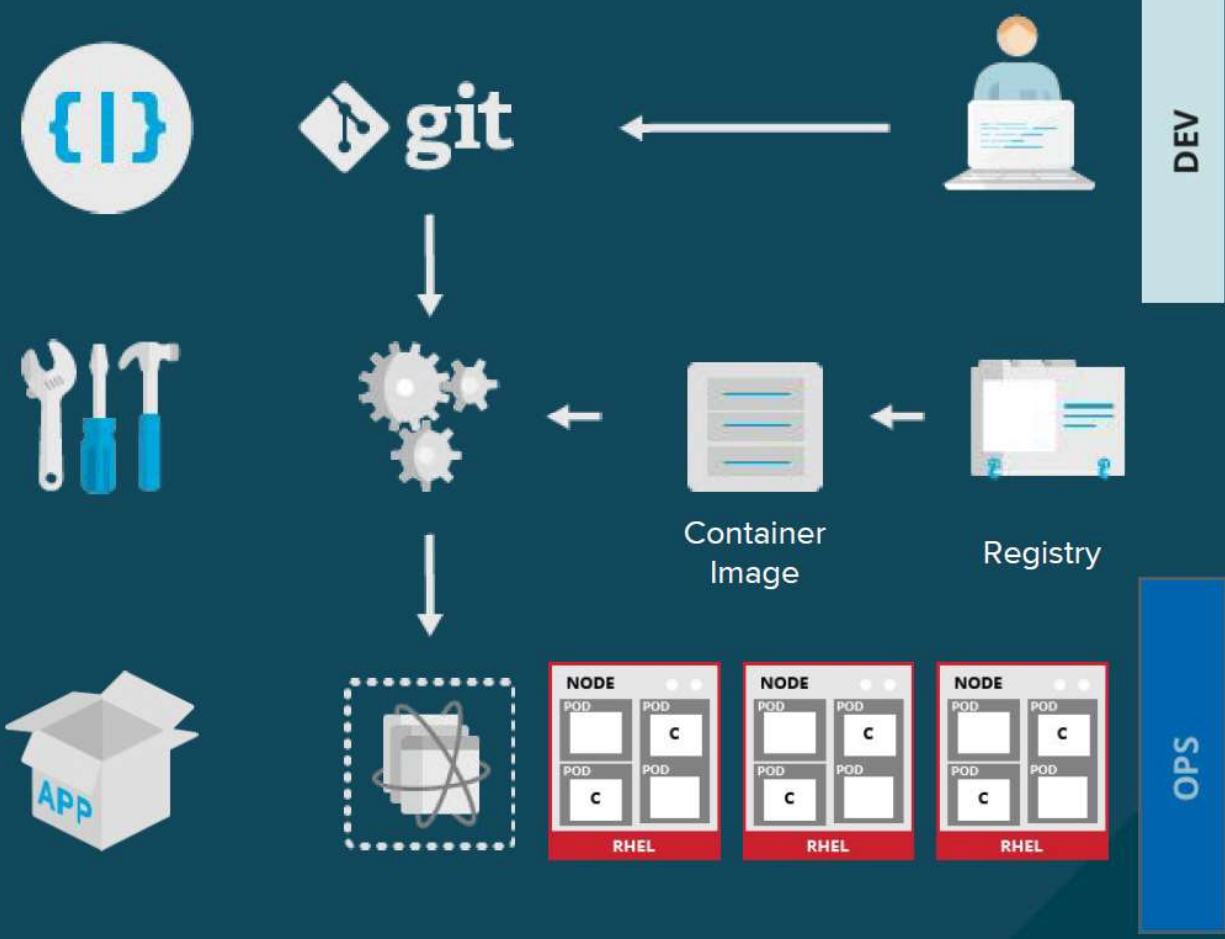 {|}
git
DEV
Container
Image
Registry
OPS
APP
NODE
POD
POD
C
POD
POD
C
RHEL
NODE
POD
POD
C
POD
POD
C
RHEL
NODE
POD
POD
C
POD
POD
C
RHEL